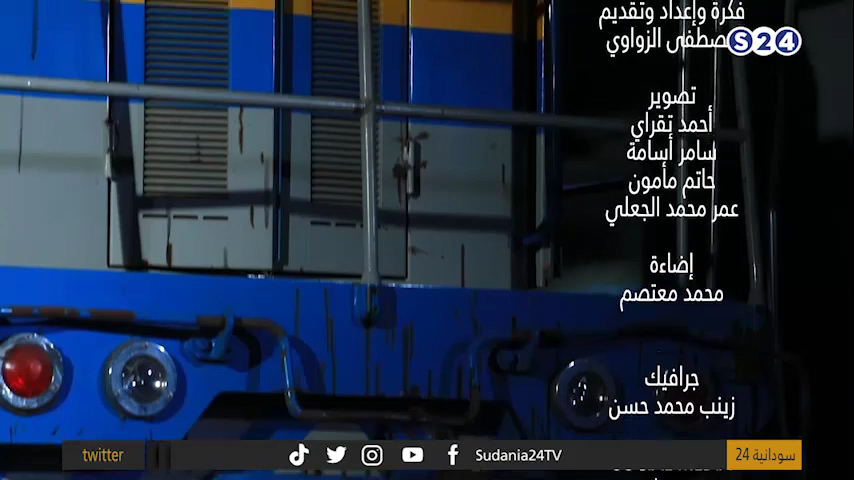 فكرة وإعداد وتقديم
مصطفى الزواوي
S24
تصوير
أحمد تقراي
سامر أسامة
حاتم مأمون
عمر محمد الجعلي
إضاءة
محمد معتصم
جرافيك
زينب محمد حسن
twitter
Sudania24TV
سودانية 24